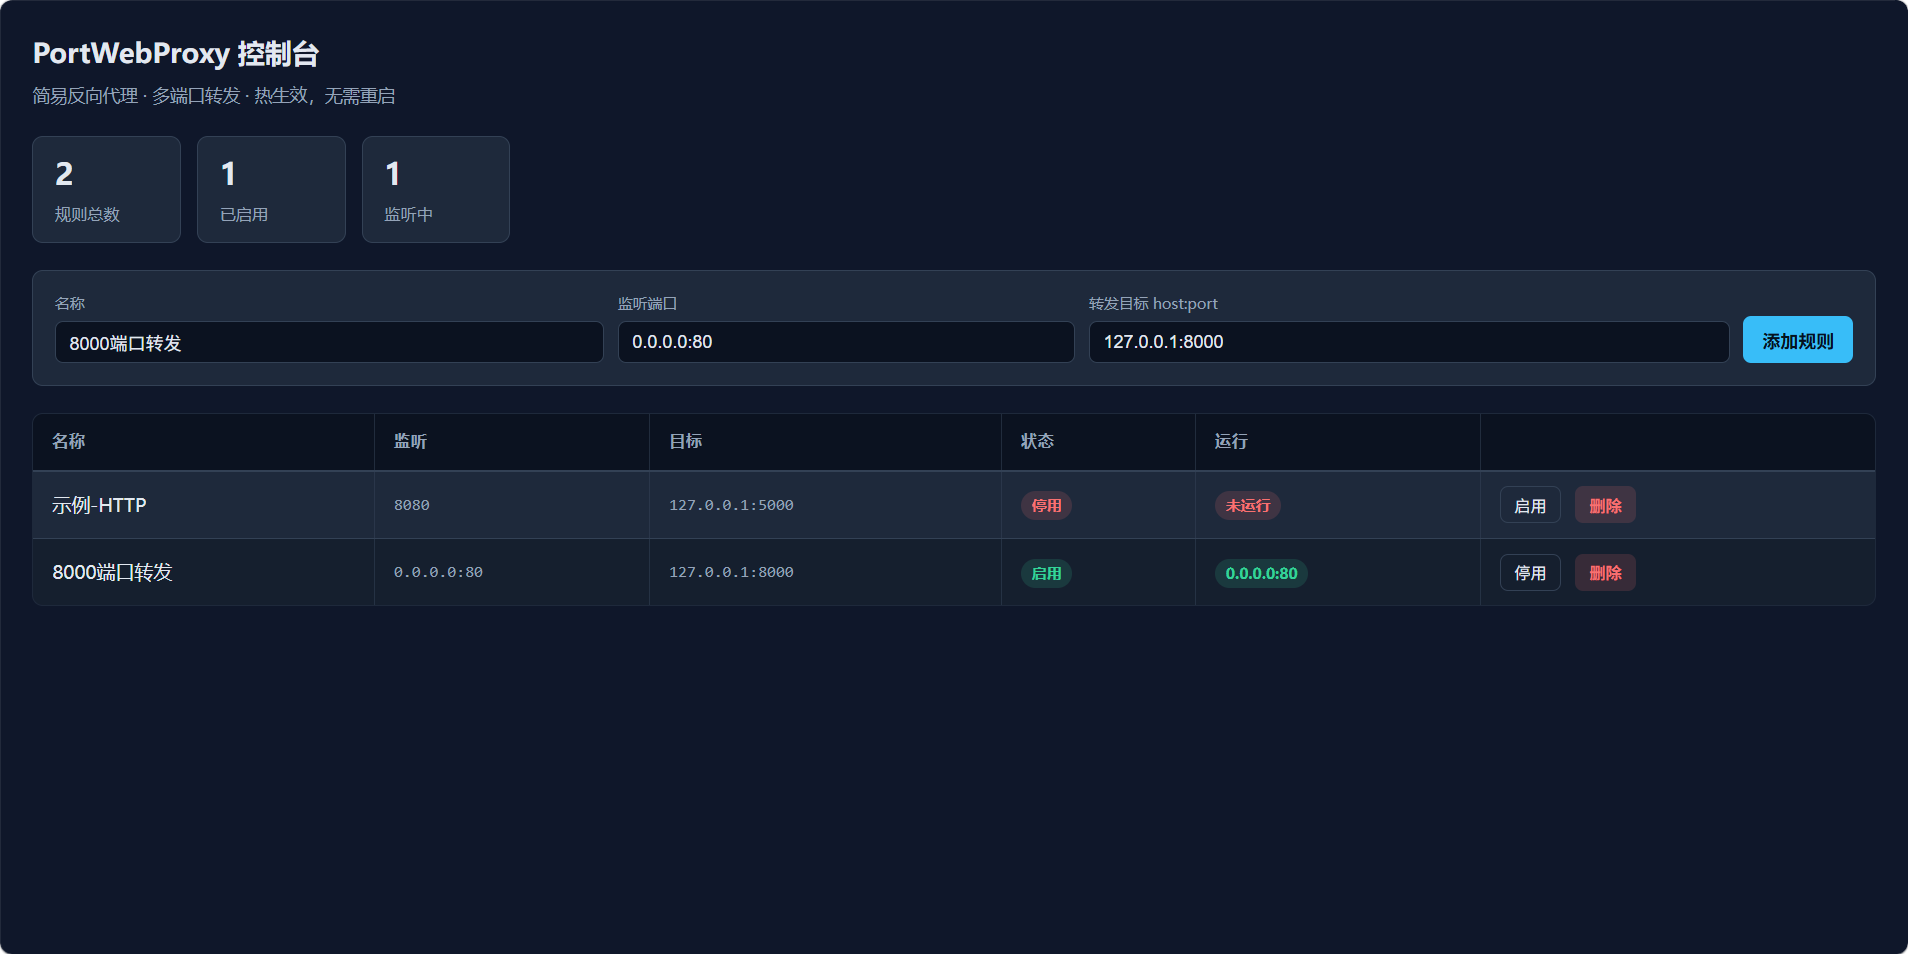 PortWebProxy 控制台
简易反向代理 · 多端口转发 · 热生效，无需重启
2
规则总数
1
已启用
1
监听中
名称
8000端口转发
监听端口
0.0.0.0:80
转发目标 host:port
127.0.0.1:8000
添加规则
名称 监听 目标 状态 运行
示例-HTTP 8080 127.0.0.1:5000 停用 未运行 启用 删除
8000端口转发 0.0.0.0:80 127.0.0.1:8000 启用 0.0.0.0:80 停用 删除